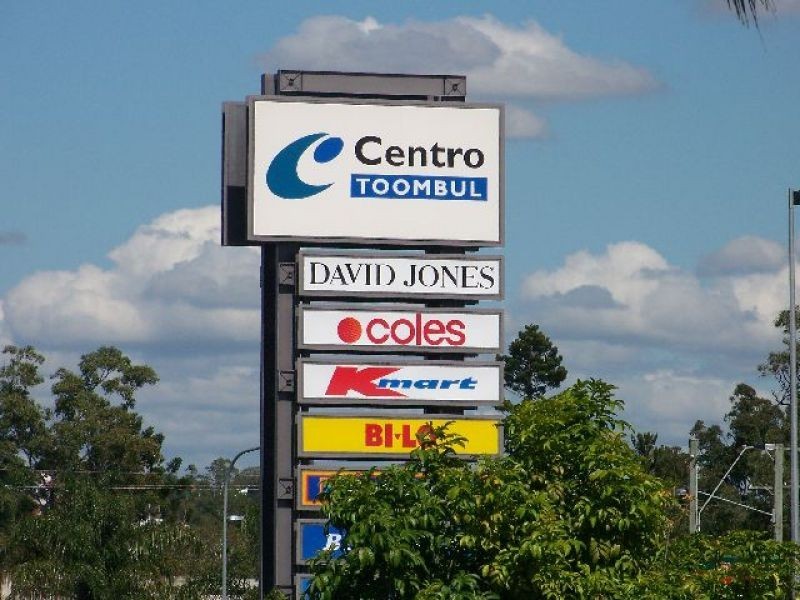 Centro
TOOMBUL
DAVID JONES
coles
Kmart
BI-LO